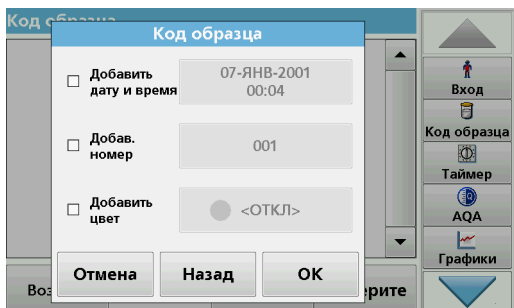 Код образца
Код образца
Добавить
дату и время
07-ЯНВ-2001
00:04
Добав.
номер
001
Добавить
цвет
<ОТКЛ>
Отмена
Назад
ОК
Вход
Код образца
Таймер
AQA
Графики